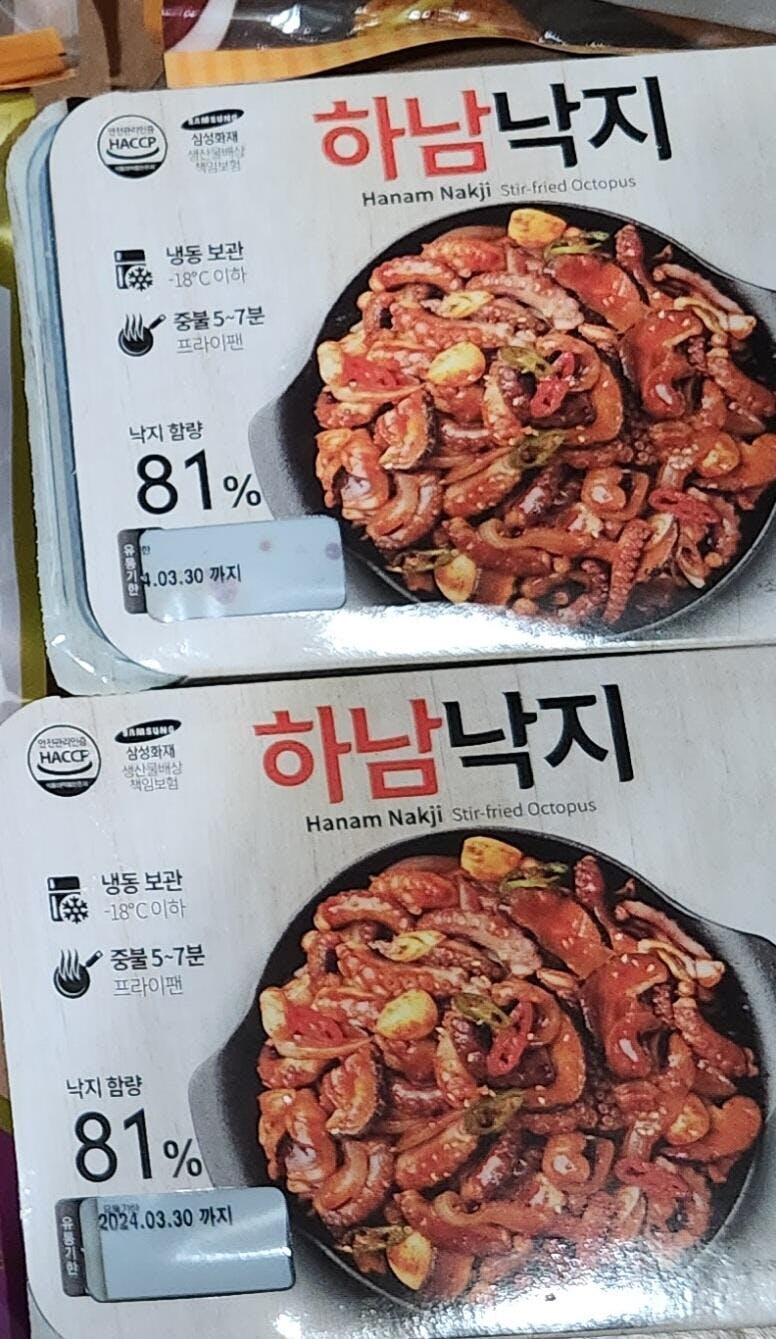 안전관리인증
HACCP
SAMSUNG
삼성화재
생산물배상
책임보험
하남낙지
Hanam Nakji Stir-fried Octopus
냉동 보관
-18°C 이하
중불 5~7분
프라이팬
낙지 함량
81%
유통기한
.03.30 까지
안전관리인증
HACCP
SAMSUNG
삼성화재
생산물배상
책임보험
하남낙지
Hanam Nakji Stir-fried Octopus
냉동 보관
-18°C 이하
중불 5~7분
프라이팬
낙지 함량
81%
유통기한
2024.03.30 까지